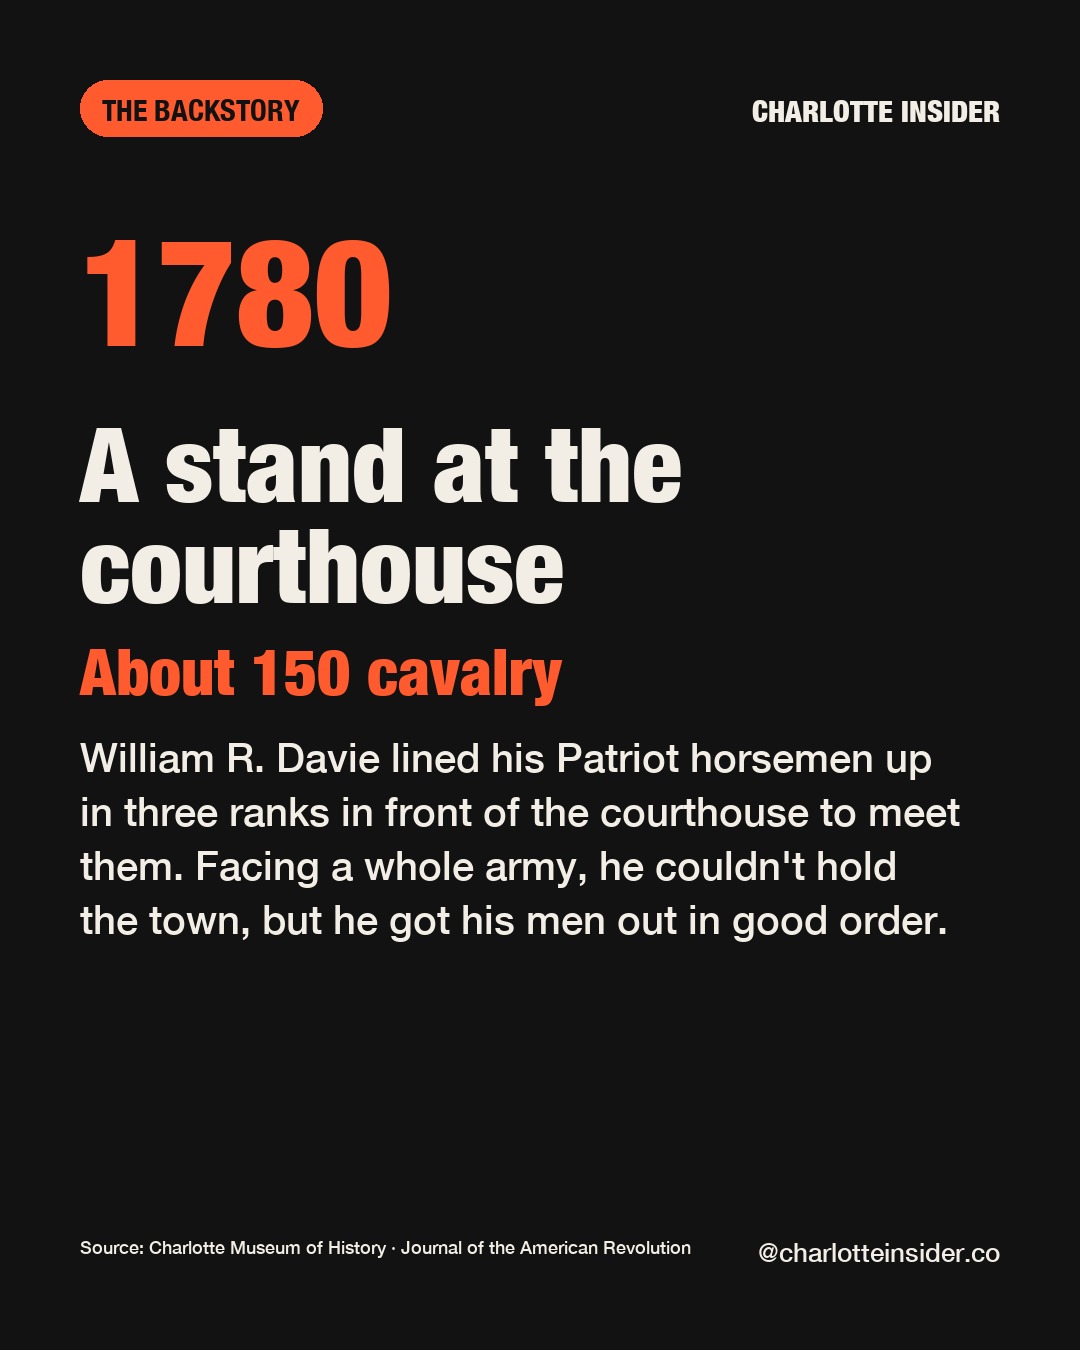 THE BACKSTORY
CHARLOTTE INSIDER
1780
A stand at the
courthouse
About 150 cavalry
William R. Davie lined his Patriot horsemen up
in three ranks in front of the courthouse to meet
them. Facing a whole army, he couldn't hold
the town, but he got his men out in good order.
Source: Charlotte Museum of History · Journal of the American Revolution
@charlotteinsider.co